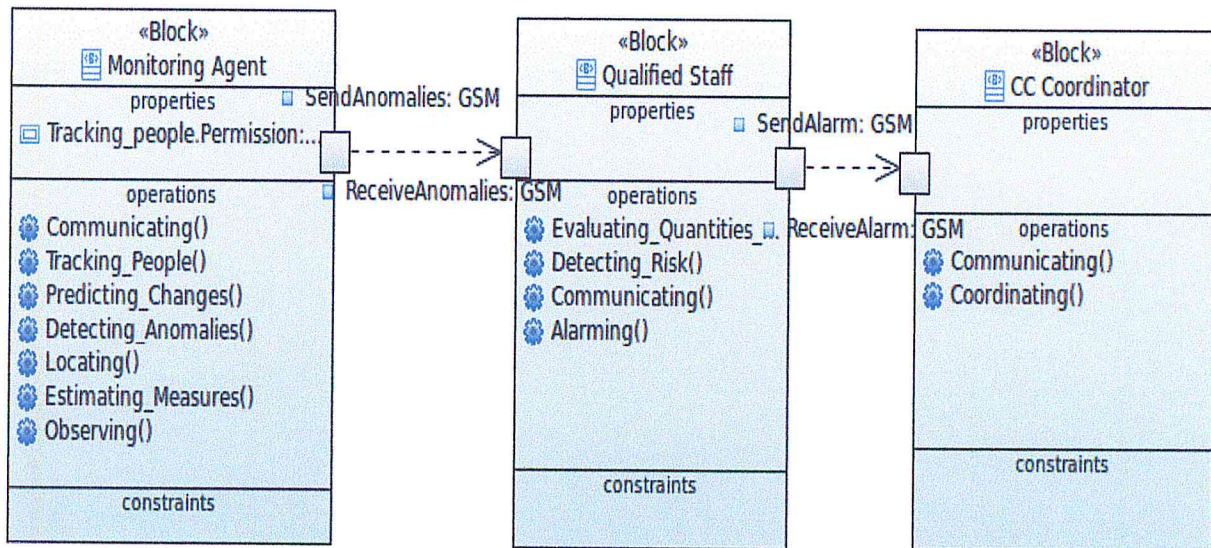 «Block»
Monitoring Agent
properties
Tracking_people.Permission:...
operations
Communicating()
Tracking_People()
Predicting_Changes()
Detecting_Anomalies()
Locating()
Estimating_Measures()
Observing()
constraints
SendAnomalies: GSM
ReceiveAnomalies: GSM
«Block»
Qualified Staff
properties
operations
Evaluating_Quantities_...
Detecting_Risk()
Communicating()
Alarming()
constraints
SendAlarm: GSM
ReceiveAlarm: GSM
«Block»
CC Coordinator
properties
operations
Communicating()
Coordinating()
constraints